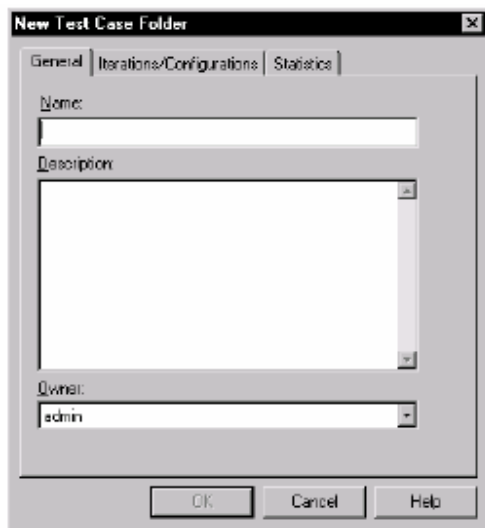 New Test Case Folder
General Iterations/Configurations Statistics
Name:
Description:
Owner:
admin
OK Cancel Help